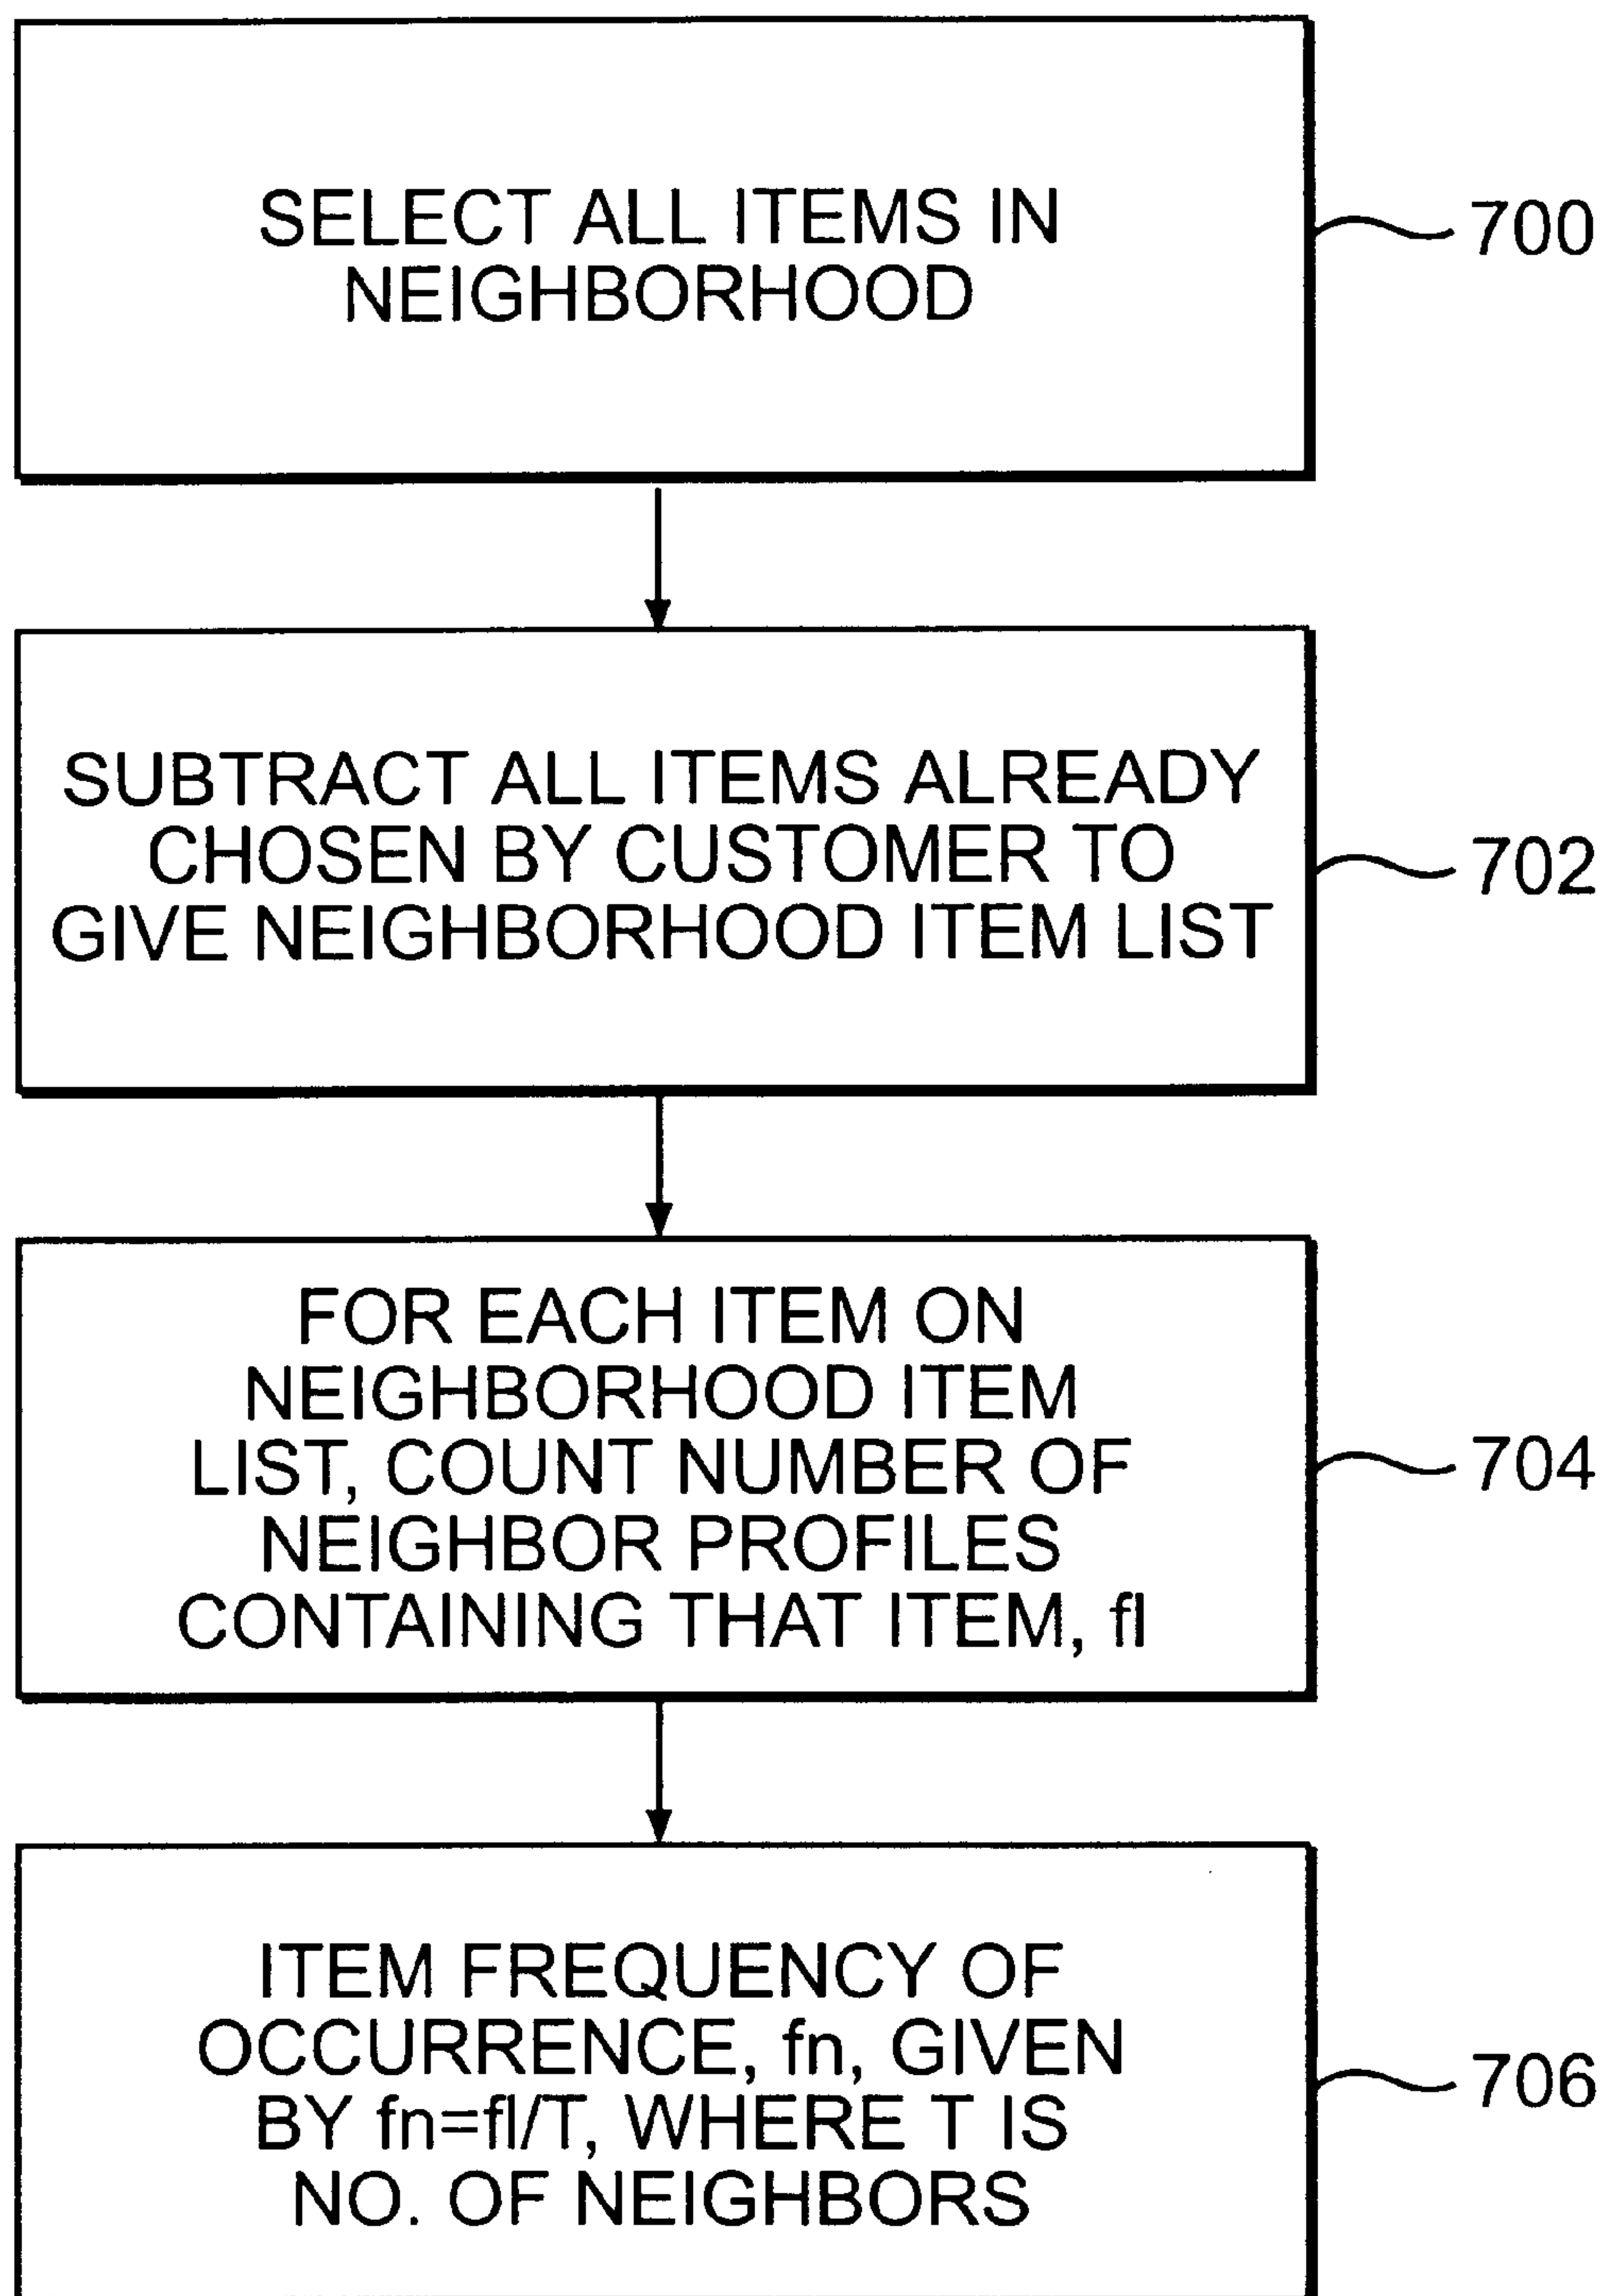 SELECT ALL ITEMS IN
NEIGHBORHOOD
700
SUBTRACT ALL ITEMS ALREADY
CHOSEN BY CUSTOMER TO
GIVE NEIGHBORHOOD ITEM LIST
702
FOR EACH ITEM ON
NEIGHBORHOOD ITEM
LIST, COUNT NUMBER OF
NEIGHBOR PROFILES
CONTAINING THAT ITEM, fl
704
ITEM FREQUENCY OF
OCCURRENCE, fn, GIVEN
BY fn=fl/T, WHERE T IS
NO. OF NEIGHBORS
706